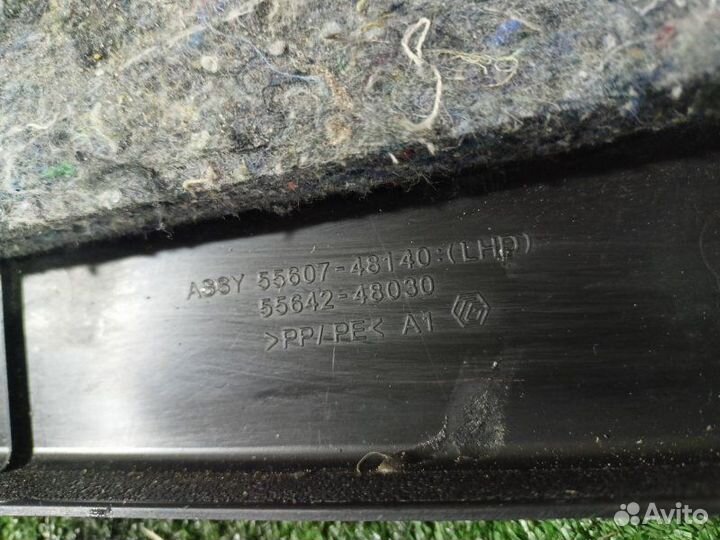 ASSY 55607-48140:(LHD)
55642-48030
>PP/PE< A1
Avito